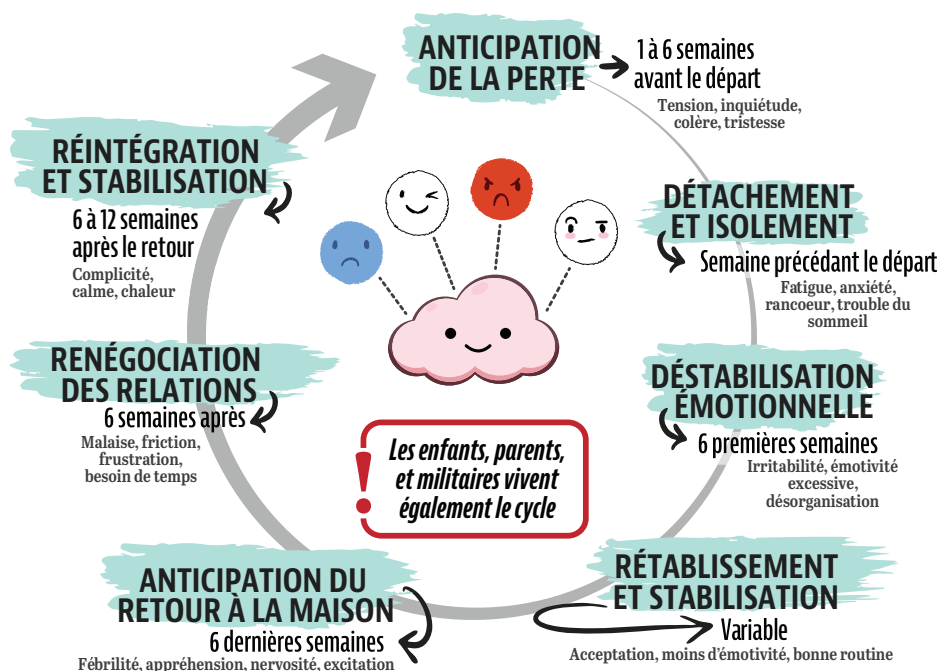 ANTICIPATION
DE LA PERTE
1 à 6 semaines
avant le départ
Tension, inquiétude,
colère, tristesse
DÉTACHEMENT
ET ISOLEMENT
Semaine précédant le départ
Fatigue, anxiété,
rancoeur, trouble du
sommeil
DÉSTABILISATION
ÉMOTIONNELLE
6 premières semaines
Irritabilité, émotivité
excessive,
désorganisation
RÉTABLISSEMENT
ET STABILISATION
Variable
Acceptation, moins d'émotivité, bonne routine
ANTICIPATION DU
RETOUR À LA MAISON
6 dernières semaines
Fébrilité, appréhension, nervosité, excitation
RENÉGOCIATION
DES RELATIONS
6 semaines après
Malaise, friction,
frustration,
besoin de temps
RÉINTÉGRATION
ET STABILISATION
6 à 12 semaines
après le retour
Complicité,
calme, chaleur
! Les enfants, parents,
et militaires vivent
également le cycle